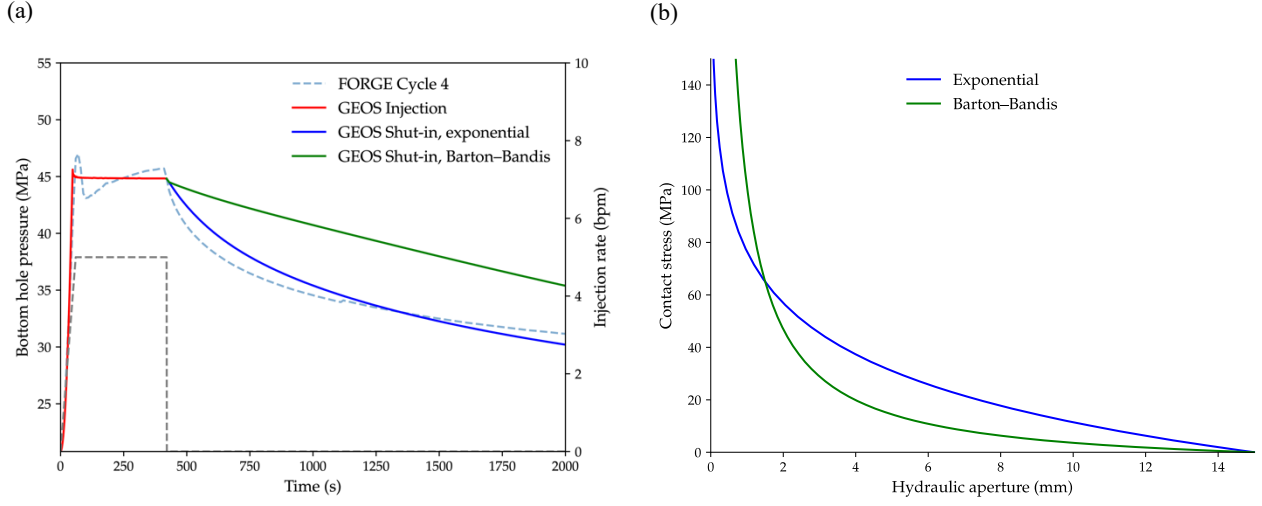 (a)
(b)
FORGE Cycle 4
GEOS Injection
GEOS Shut-in, exponential
GEOS Shut-in, Barton–Bandis
Bottom hole pressure (MPa)
55
50
45
40
35
30
25
Injection rate (bpm)
10
8
6
4
2
0
0
250
500
750
1000
1250
1500
1750
2000
Time (s)
Exponential
Barton–Bandis
Contact stress (MPa)
140
120
100
80
60
40
20
0
0
2
4
6
8
10
12
14
Hydraulic aperture (mm)